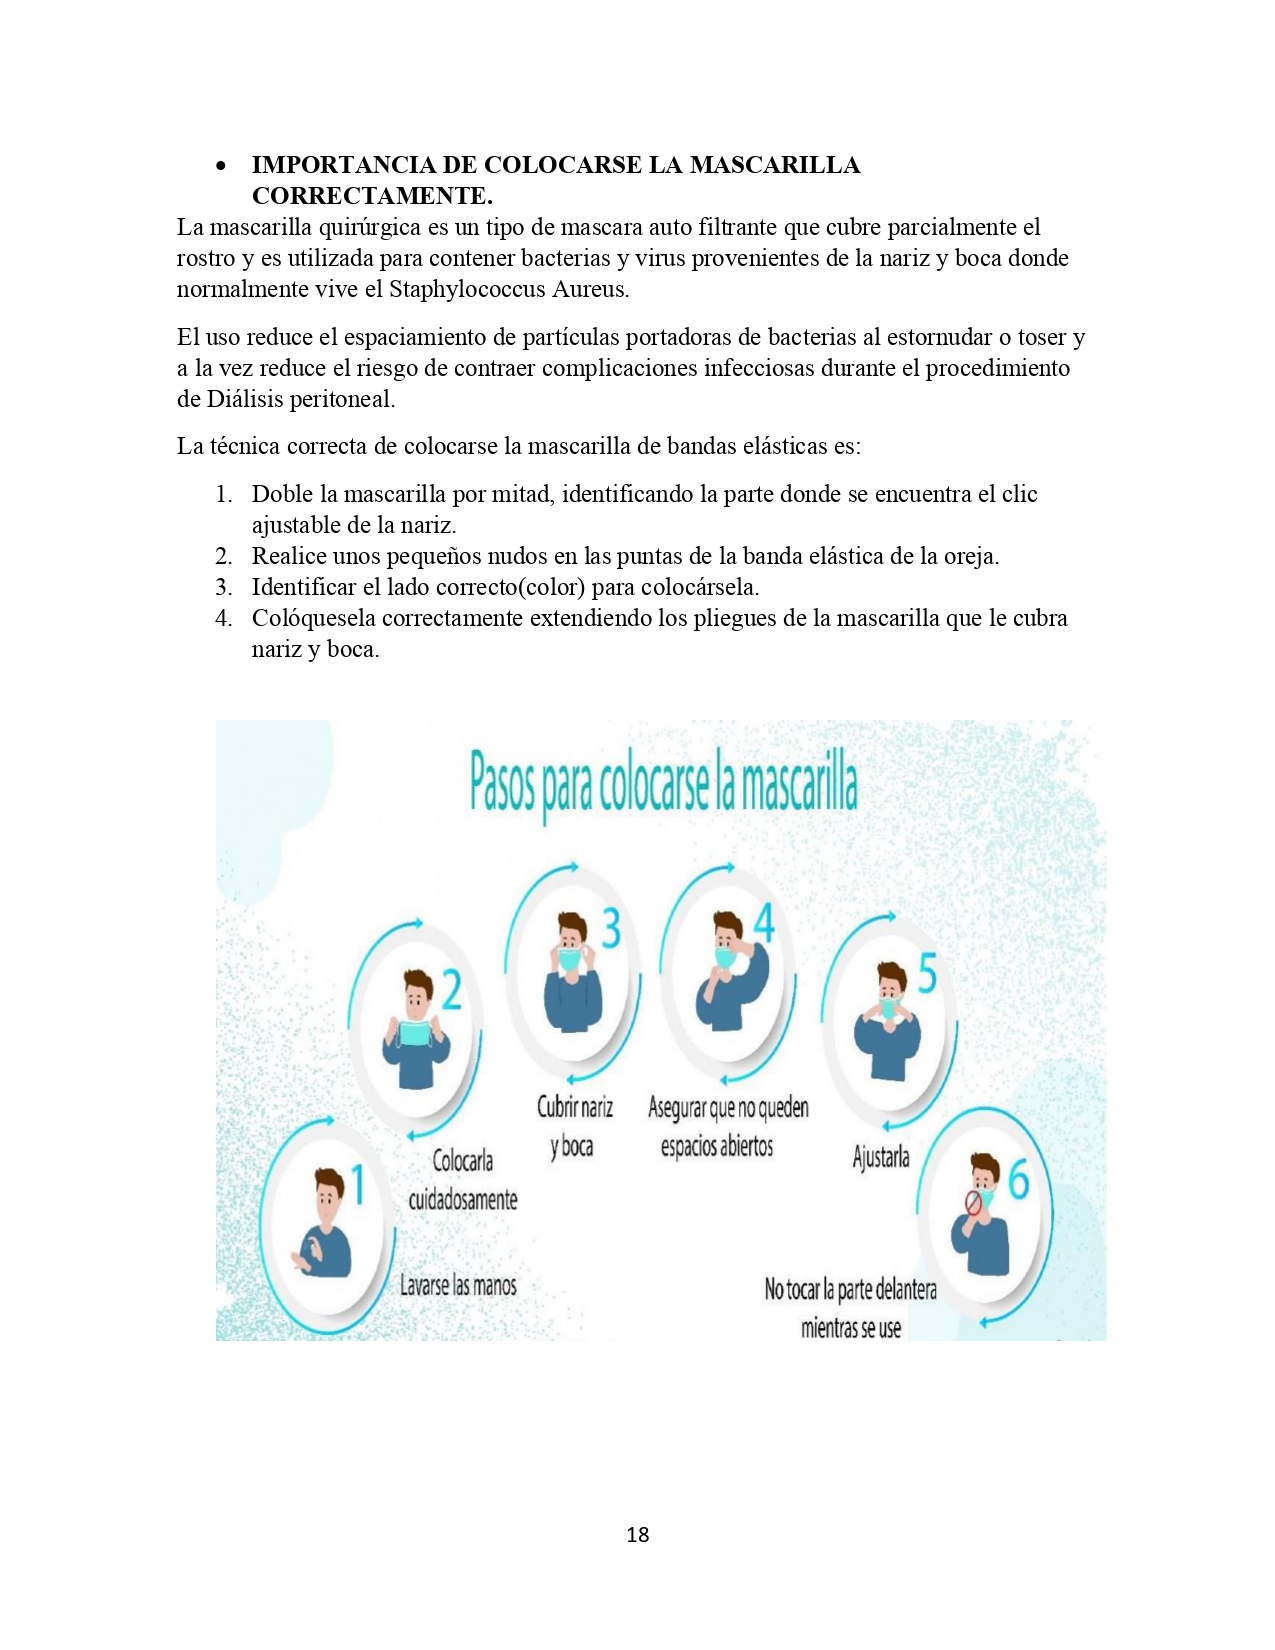 • IMPORTANCIA DE COLOCARSE LA MASCARILLA
CORRECTAMENTE.
La mascarilla quirúrgica es un tipo de mascara auto filtrante que cubre parcialmente el
rostro y es utilizada para contener bacterias y virus provenientes de la nariz y boca donde
normalmente vive el Staphylococcus Aureus.
El uso reduce el espaciamiento de partículas portadoras de bacterias al estornudar o toser y
a la vez reduce el riesgo de contraer complicaciones infecciosas durante el procedimiento
de Diálisis peritoneal.
La técnica correcta de colocarse la mascarilla de bandas elásticas es:
1. Doble la mascarilla por mitad, identificando la parte donde se encuentra el clic
ajustable de la nariz.
2. Realice unos pequeños nudos en las puntas de la banda elástica de la oreja.
3. Identificar el lado correcto(color) para colocársela.
4. Colóquesela correctamente extendiendo los pliegues de la mascarilla que le cubra
nariz y boca.
Pasos para colocarse la mascarilla
1
Lavarse las manos
2
Colocarla
cuidadosamente
3
Cubrir nariz
y boca
4
Asegurar que no queden
espacios abiertos
5
Ajustarla
6
No tocar la parte delantera
mientras se use
18